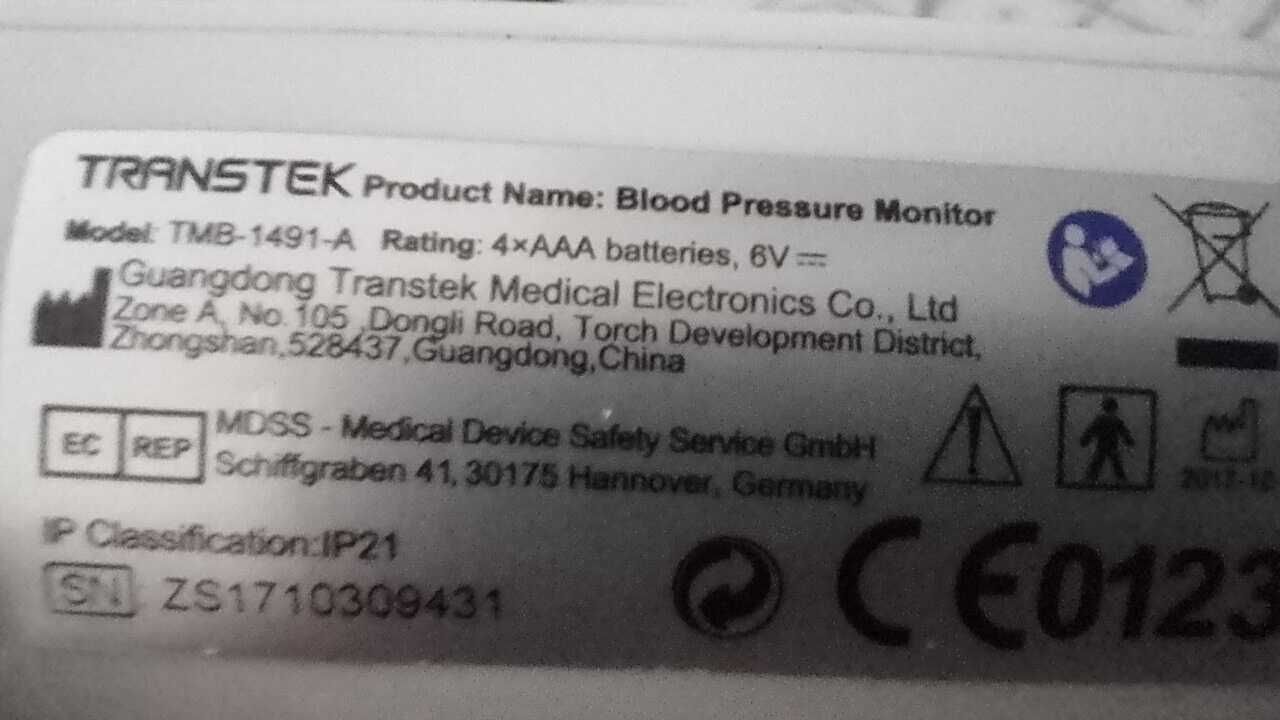 TRANSTEK Product Name: Blood Pressure Monitor
Model: TMB-1491-A Rating: 4×AAA batteries, 6V ⎓
Guangdong Transtek Medical Electronics Co., Ltd
Zone A, No.105 ,Dongli Road, Torch Development District,
Zhongshan,528437,Guangdong,China
EC REP MDSS - Medical Device Safety Service GmbH
Schiffgraben 41, 30175 Hannover, Germany
2017-10
IP Classification:IP21
SN ZS1710309431
CE0123